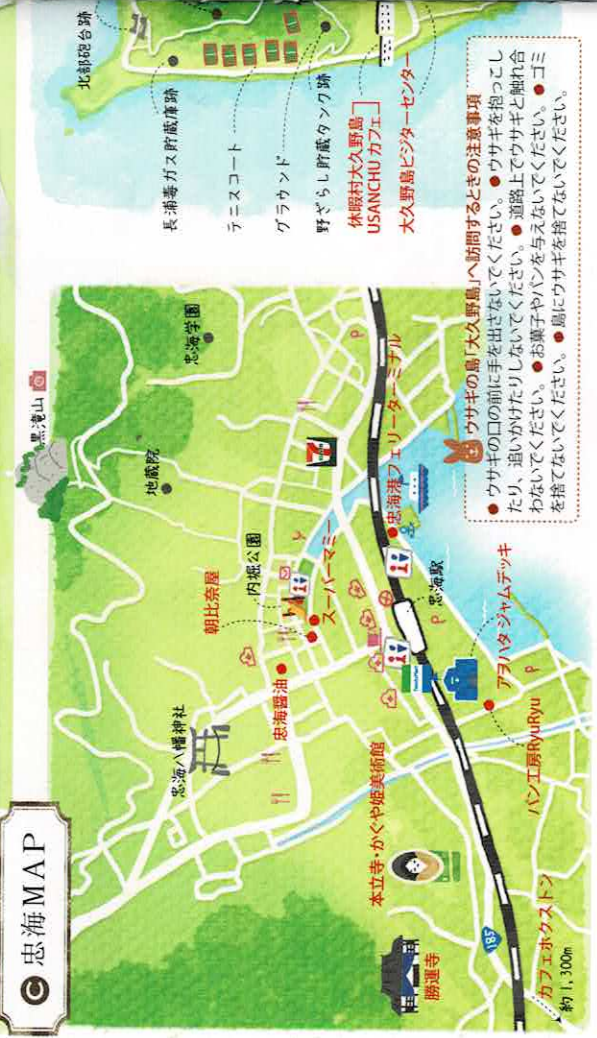 C 忠海MAP
黒滝山
忠海学園
地蔵院
内堀公園
朝比奈屋
スーパーマミー
忠海八幡神社
忠海醤油
忠海港フェリーターミナル
忠海駅
アヲハタ ジャムデッキ
パン工房RyuRyu
本立寺・かぐや姫美術館
勝運寺
185
カフェホクストン
約1,300m
7
ELEVEn
FamilyMart
P
P
P
北部砲台跡
長浦毒ガス貯蔵庫跡
テニスコート
グラウンド
野ざらし貯蔵タンク跡
休暇村大久野島
USANCHUカフェ
大久野島ビジターセンター
ウサギの島「大久野島」へ訪問するときの注意事項
● ウサギの口の前に手を出さないでください。● ウサギを抱っこし
たり、追いかけたりしないでください。● 道路上でウサギと触れ合
わないでください。● お菓子やパンを与えないでください。● ゴミ
を捨てないでください。● 島にウサギを捨てないでください。